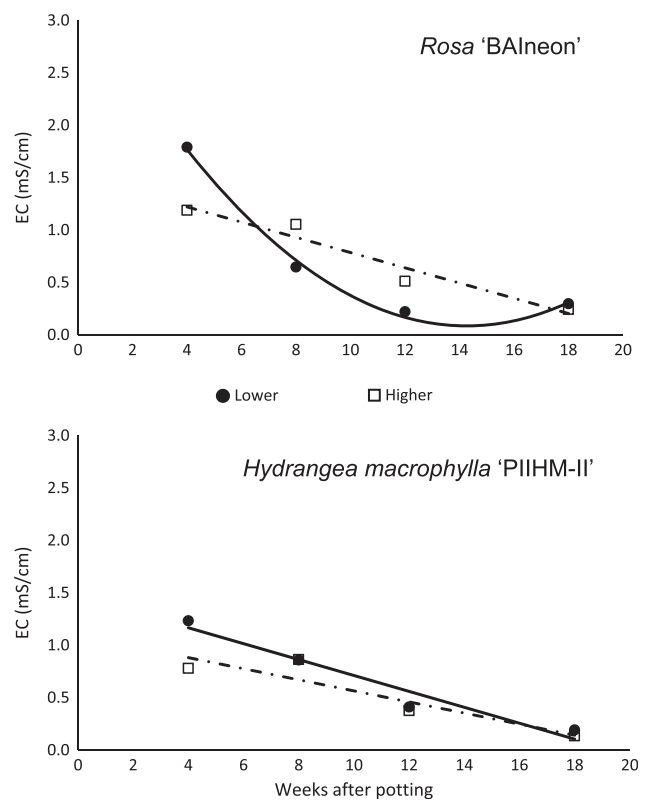 3.0
Rosa ‘BAIneon’
2.5
2.0
1.5
EC (mS/cm)
1.0
0.5
0.0
0 2 4 6 8 10 12 14 16 18 20
Lower Higher
3.0
Hydrangea macrophylla ‘PIIHM-II’
2.5
2.0
1.5
EC (mS/cm)
1.0
0.5
0.0
0 2 4 6 8 10 12 14 16 18 20
Weeks after potting